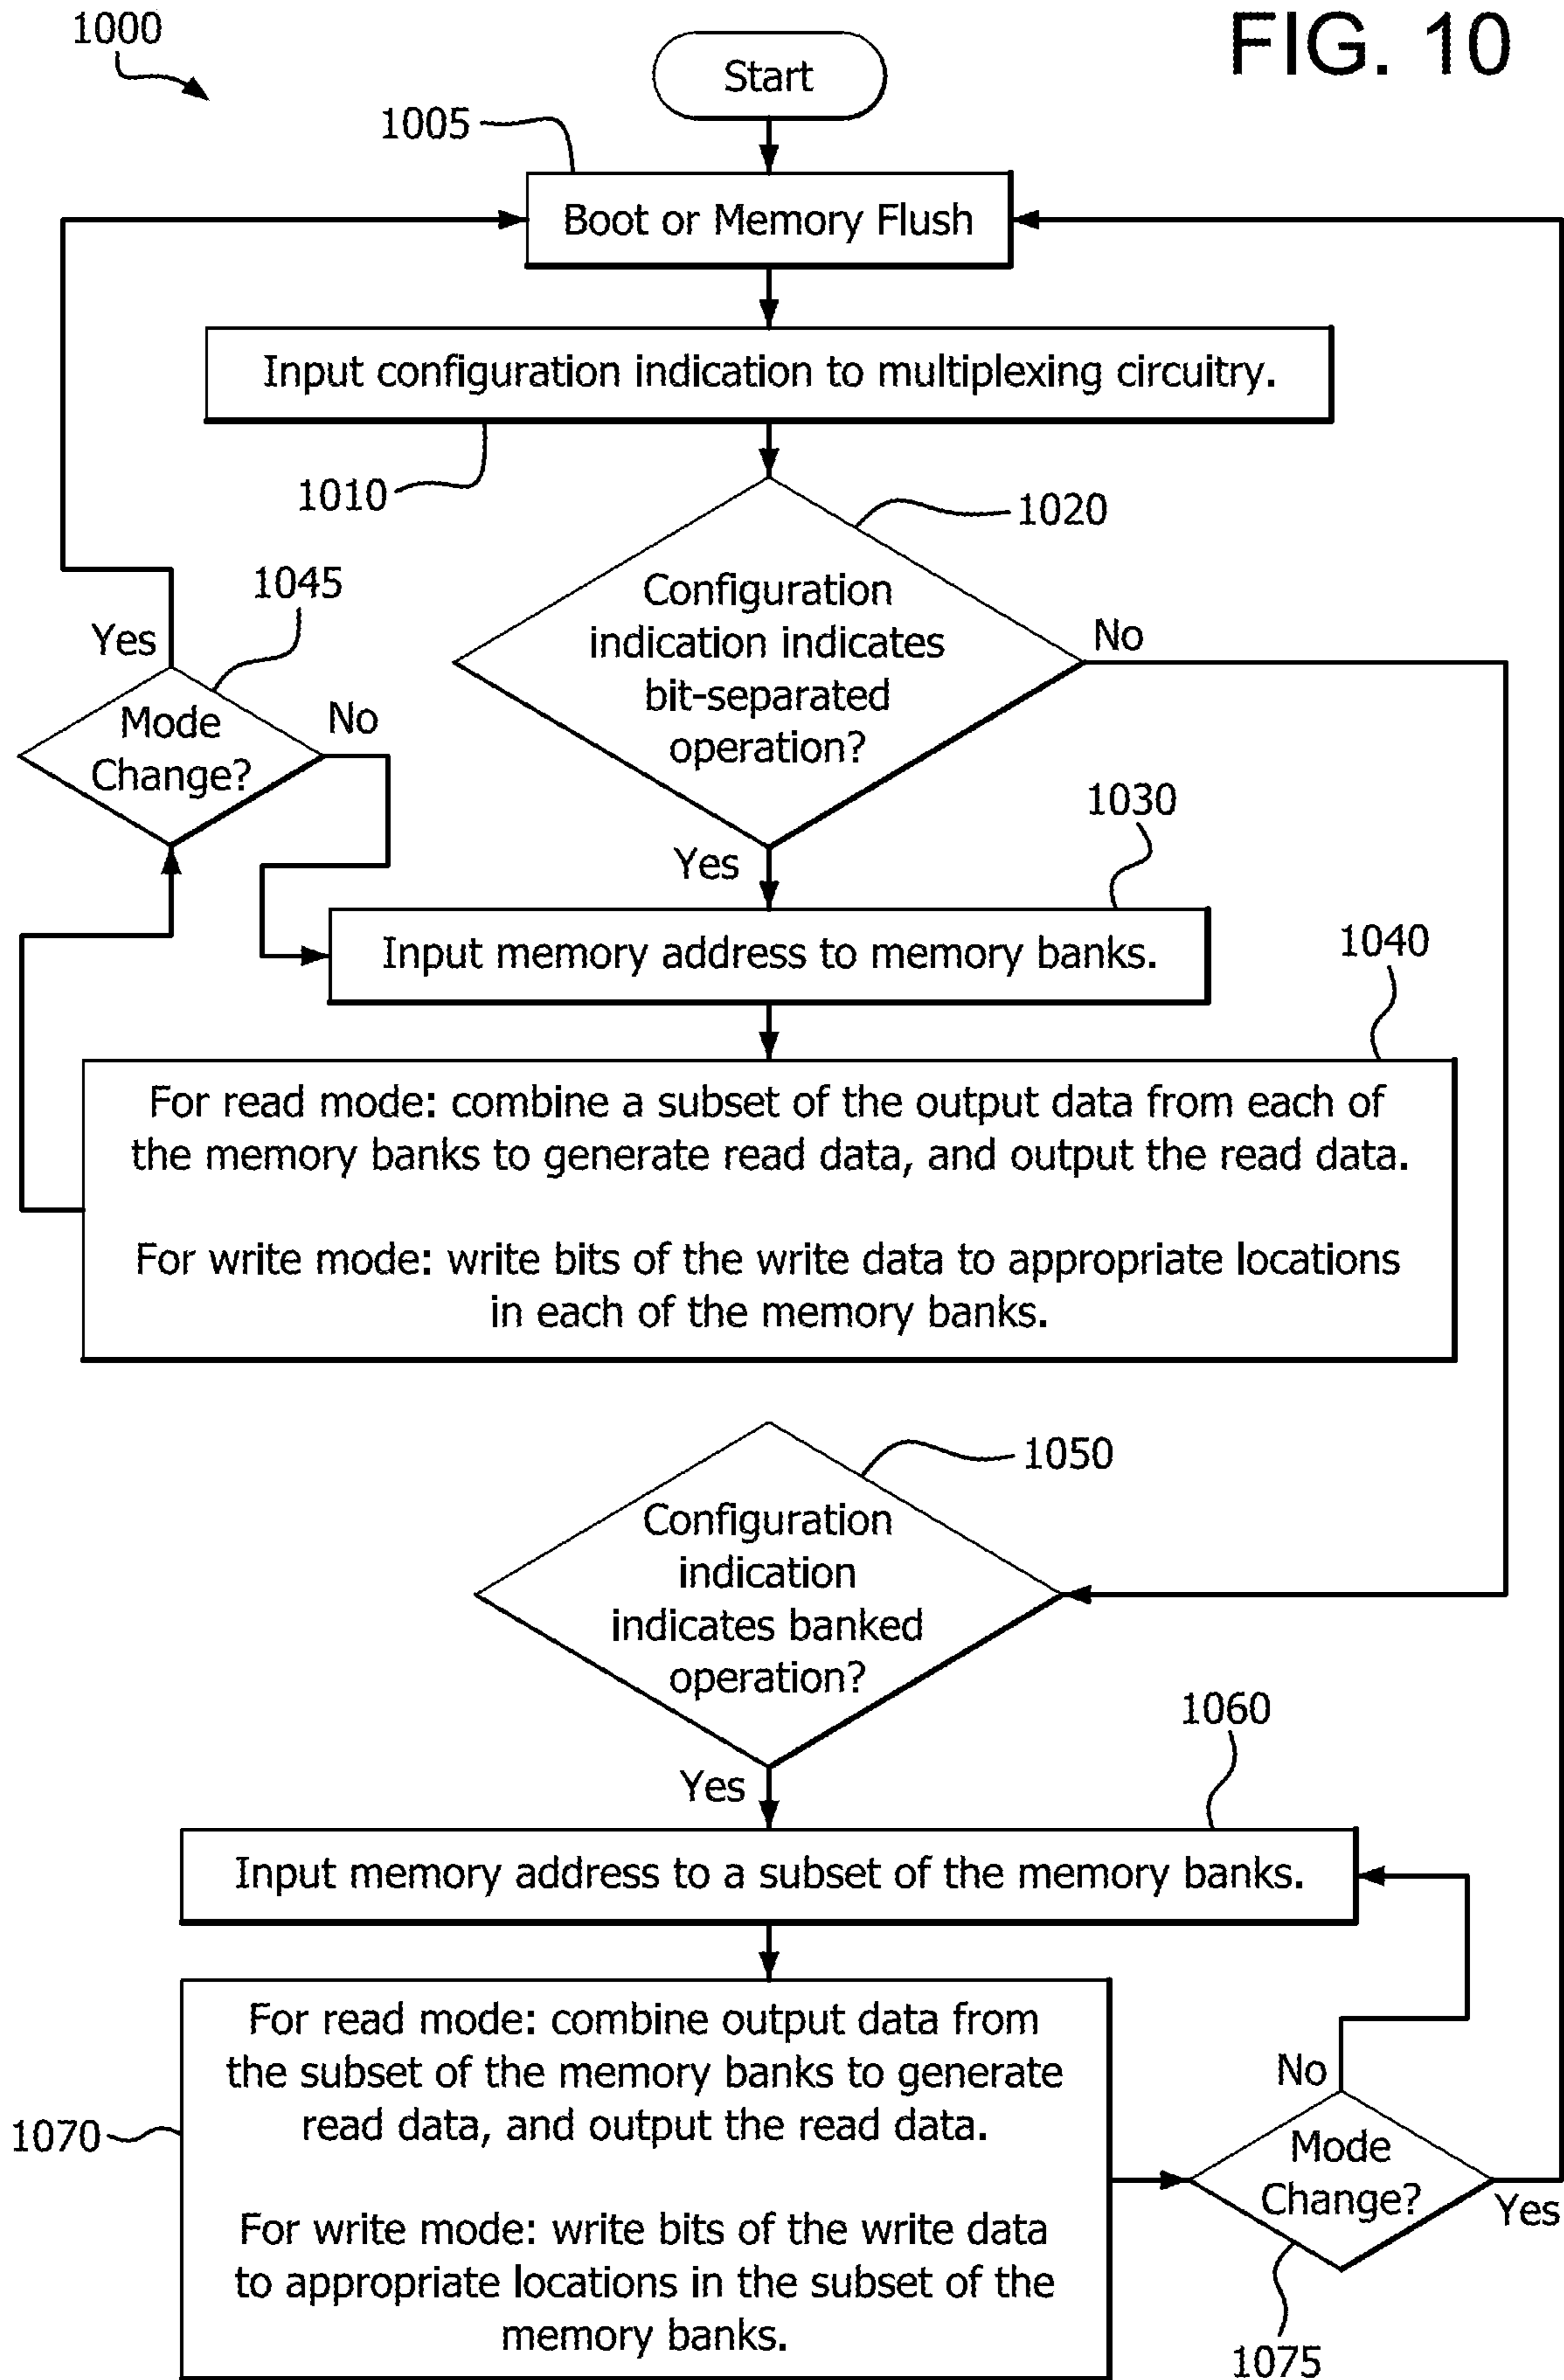 FIG. 10
1000
Start
1005
Boot or Memory Flush
Input configuration indication to multiplexing circuitry.
1010
1020
Configuration
indication indicates
bit-separated
operation?
No
Yes
1045
Mode
Change?
No
Yes
1030
Input memory address to memory banks.
1040
For read mode: combine a subset of the output data from each of
the memory banks to generate read data, and output the read data.
For write mode: write bits of the write data to appropriate locations
in each of the memory banks.
1050
Configuration
indication
indicates banked
operation?
Yes
1060
Input memory address to a subset of the memory banks.
For read mode: combine output data from
the subset of the memory banks to generate
read data, and output the read data.
For write mode: write bits of the write data
to appropriate locations in the subset of the
memory banks.
1070
No
Mode
Change?
Yes
1075